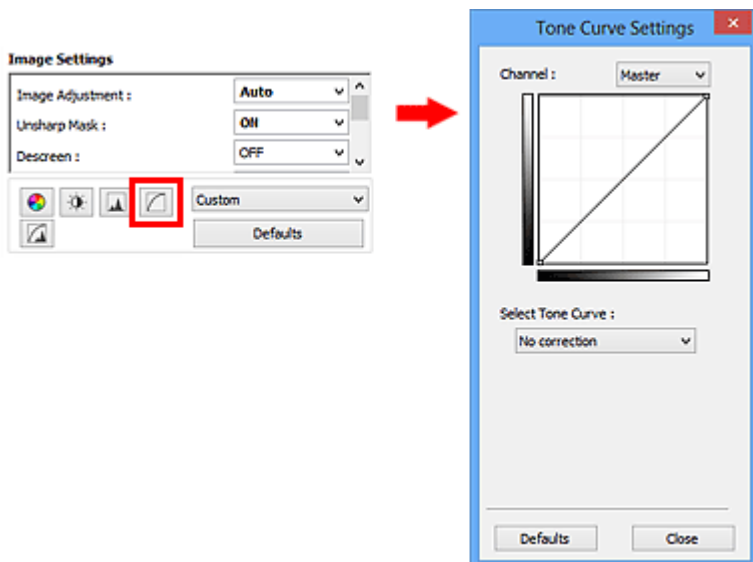 Image Settings
Image Adjustment : Auto
Unsharp Mask : ON
Descreen : OFF
Custom
Defaults
Tone Curve Settings
Channel : Master
Select Tone Curve :
No correction
Defaults Close